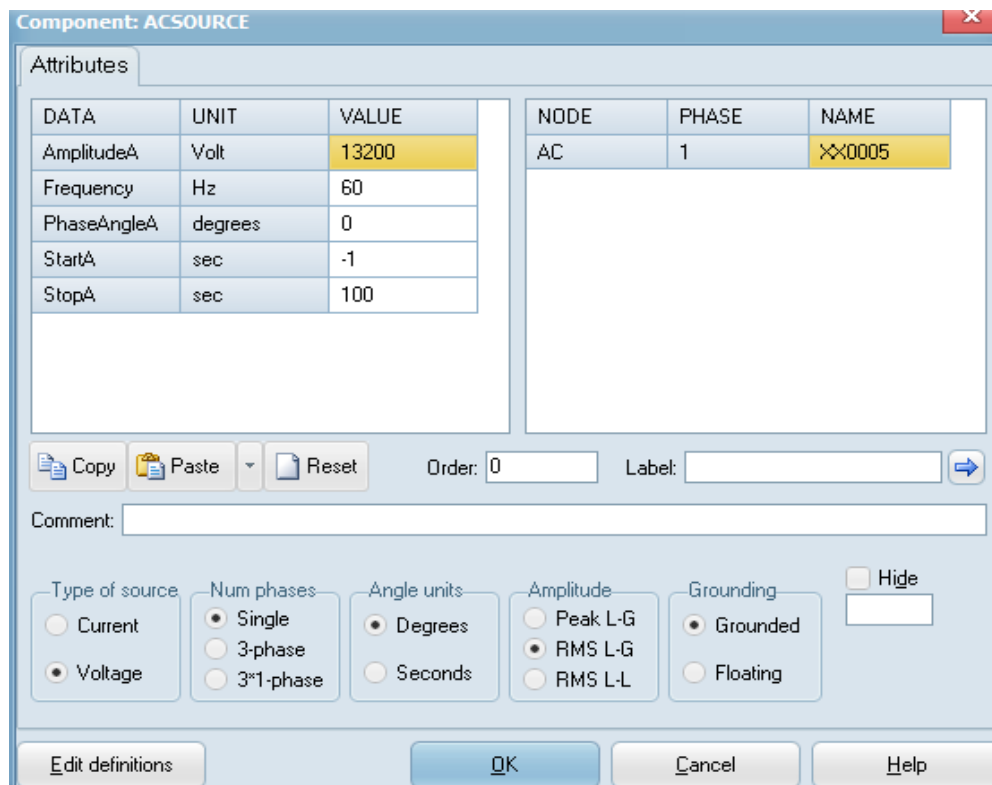 Component: ACSOURCE
Attributes
DATA UNIT VALUE
AmplitudeA Volt 13200
Frequency Hz 60
PhaseAngleA degrees 0
StartA sec -1
StopA sec 100
NODE PHASE NAME
AC 1 XX0005
Copy Paste Reset Order: 0 Label:
Comment:
Type of source
Current
Voltage
Num phases
Single
3-phase
3*1-phase
Angle units
Degrees
Seconds
Amplitude
Peak L-G
RMS L-G
RMS L-L
Grounding
Grounded
Floating
Hide
Edit definitions OK Cancel Help